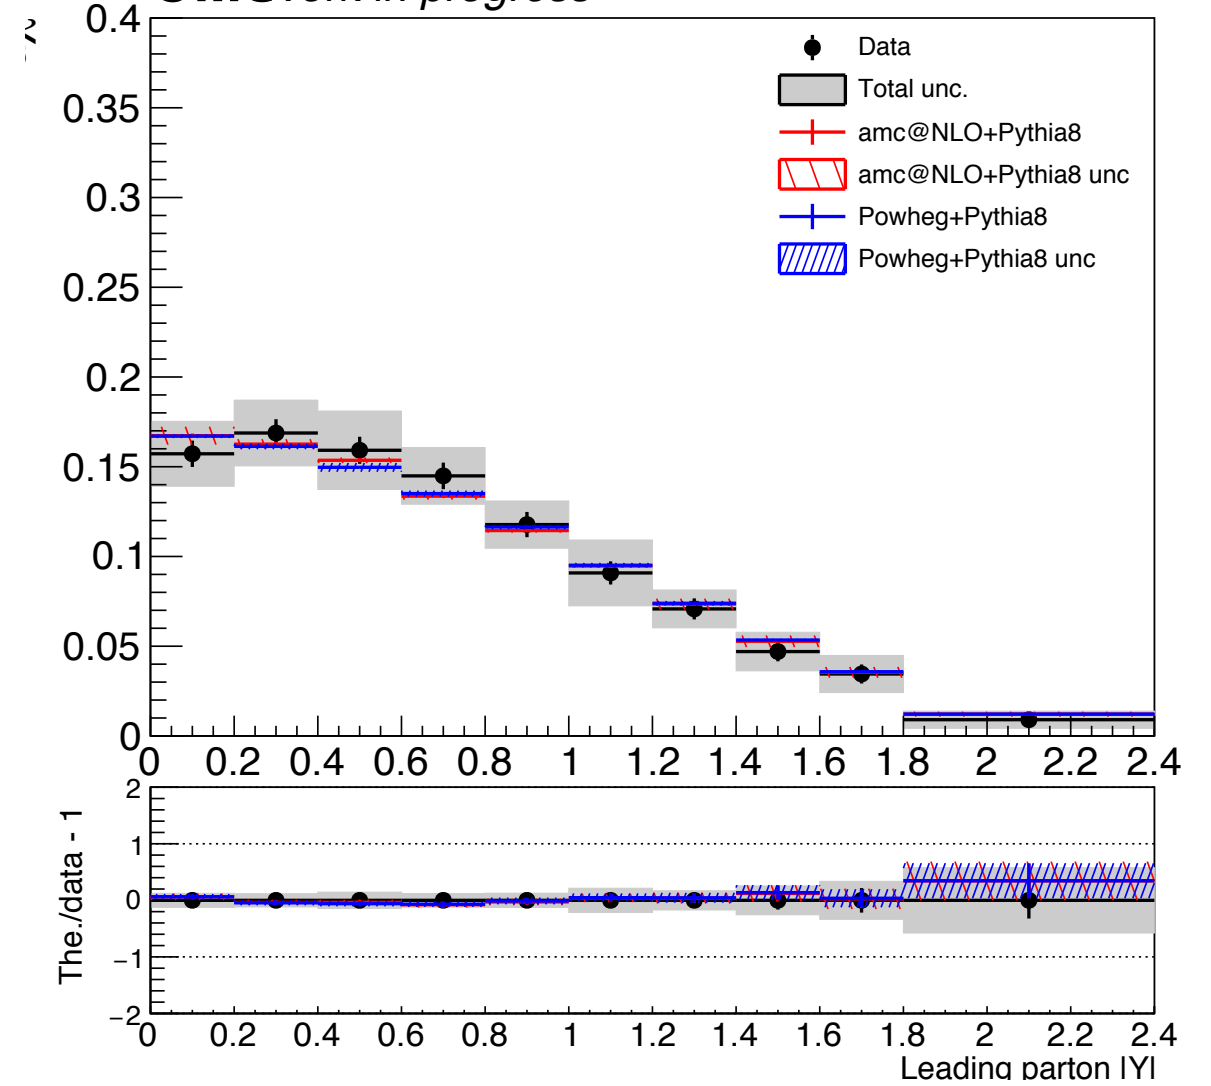 in progress
0.4
0.35
0.3
0.25
0.2
0.15
0.1
0.05
0
Data
Total unc.
amc@NLO+Pythia8
amc@NLO+Pythia8 unc
Powheg+Pythia8
Powheg+Pythia8 unc
0 0.2 0.4 0.6 0.8 1 1.2 1.4 1.6 1.8 2 2.2 2.4
The./data - 1
2
1
0
−1
−2
0 0.2 0.4 0.6 0.8 1 1.2 1.4 1.6 1.8 2 2.2 2.4
Leading parton |Y|